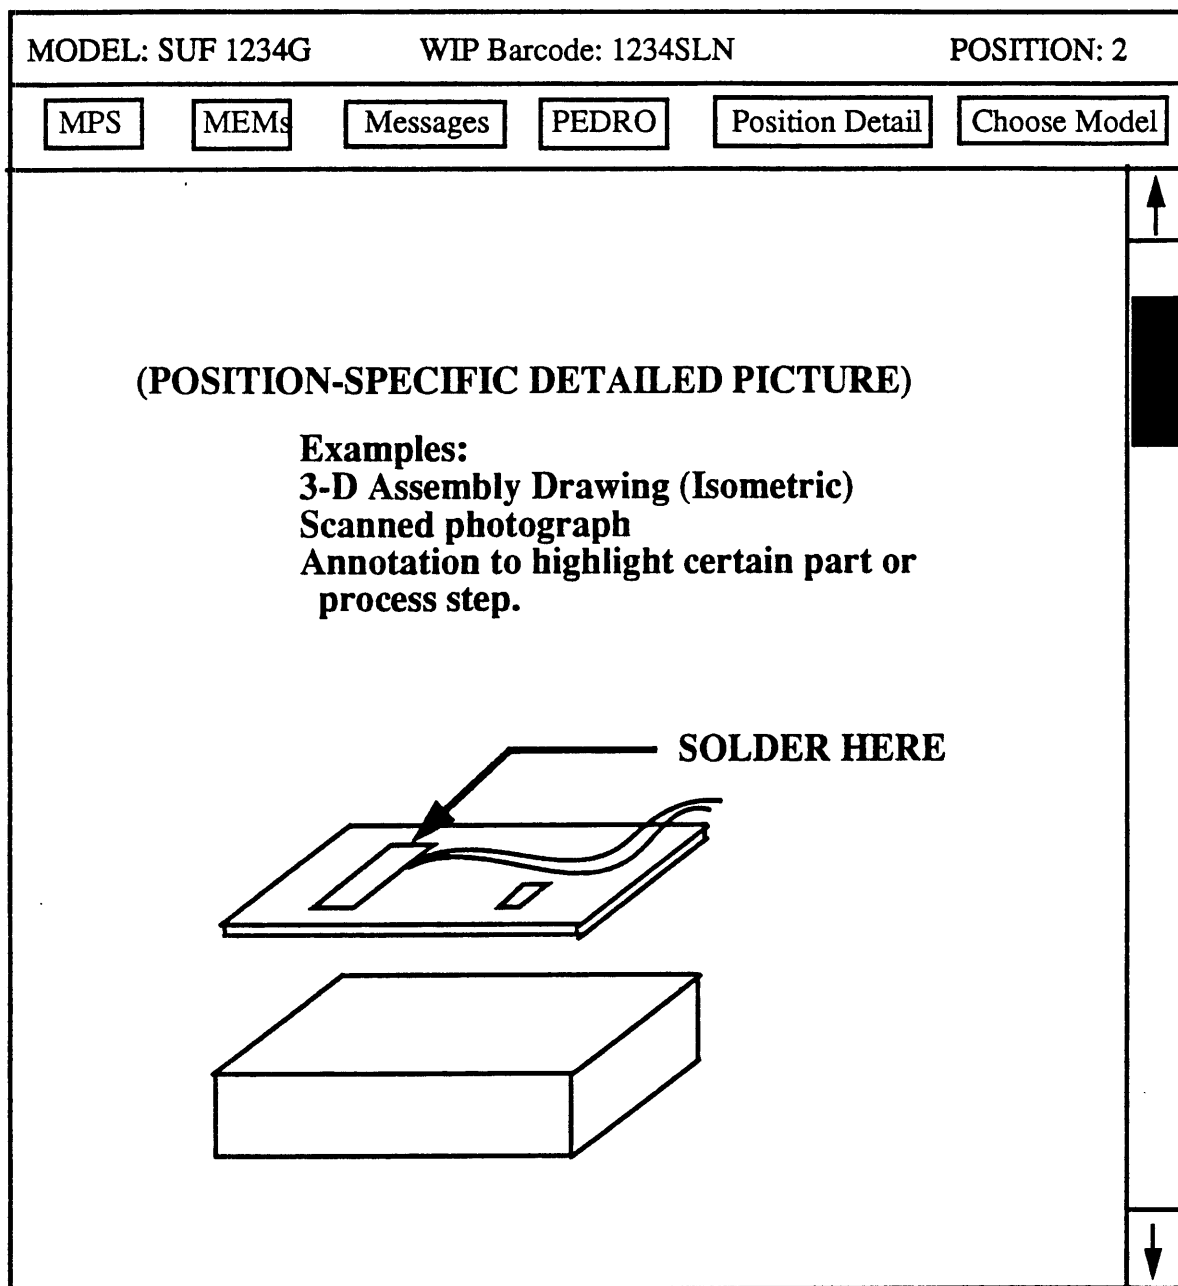 MODEL: SUF 1234G WIP Barcode: 1234SLN POSITION: 2
MPS MEMs Messages PEDRO Position Detail Choose Model
(POSITION-SPECIFIC DETAILED PICTURE)
Examples:
3-D Assembly Drawing (Isometric)
Scanned photograph
Annotation to highlight certain part or
process step.
SOLDER HERE